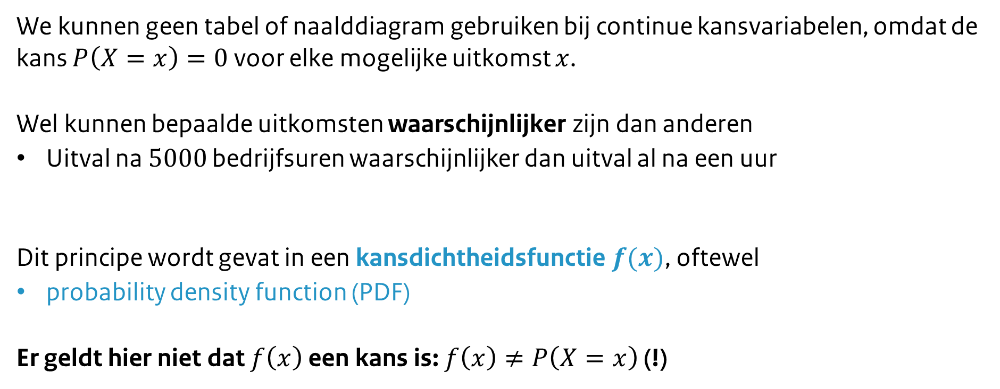 We kunnen geen tabel of naalddiagram gebruiken bij continue kansvariabelen, omdat de
kans P(X = x) = 0 voor elke mogelijke uitkomst x.
Wel kunnen bepaalde uitkomsten waarschijnlijker zijn dan anderen
• Uitval na 5000 bedrijfsuren waarschijnlijker dan uitval al na een uur
Dit principe wordt gevat in een kansdichtheidsfunctie f(x), oftewel
• probability density function (PDF)
Er geldt hier niet dat f(x) een kans is: f(x) ≠ P(X = x) (!)